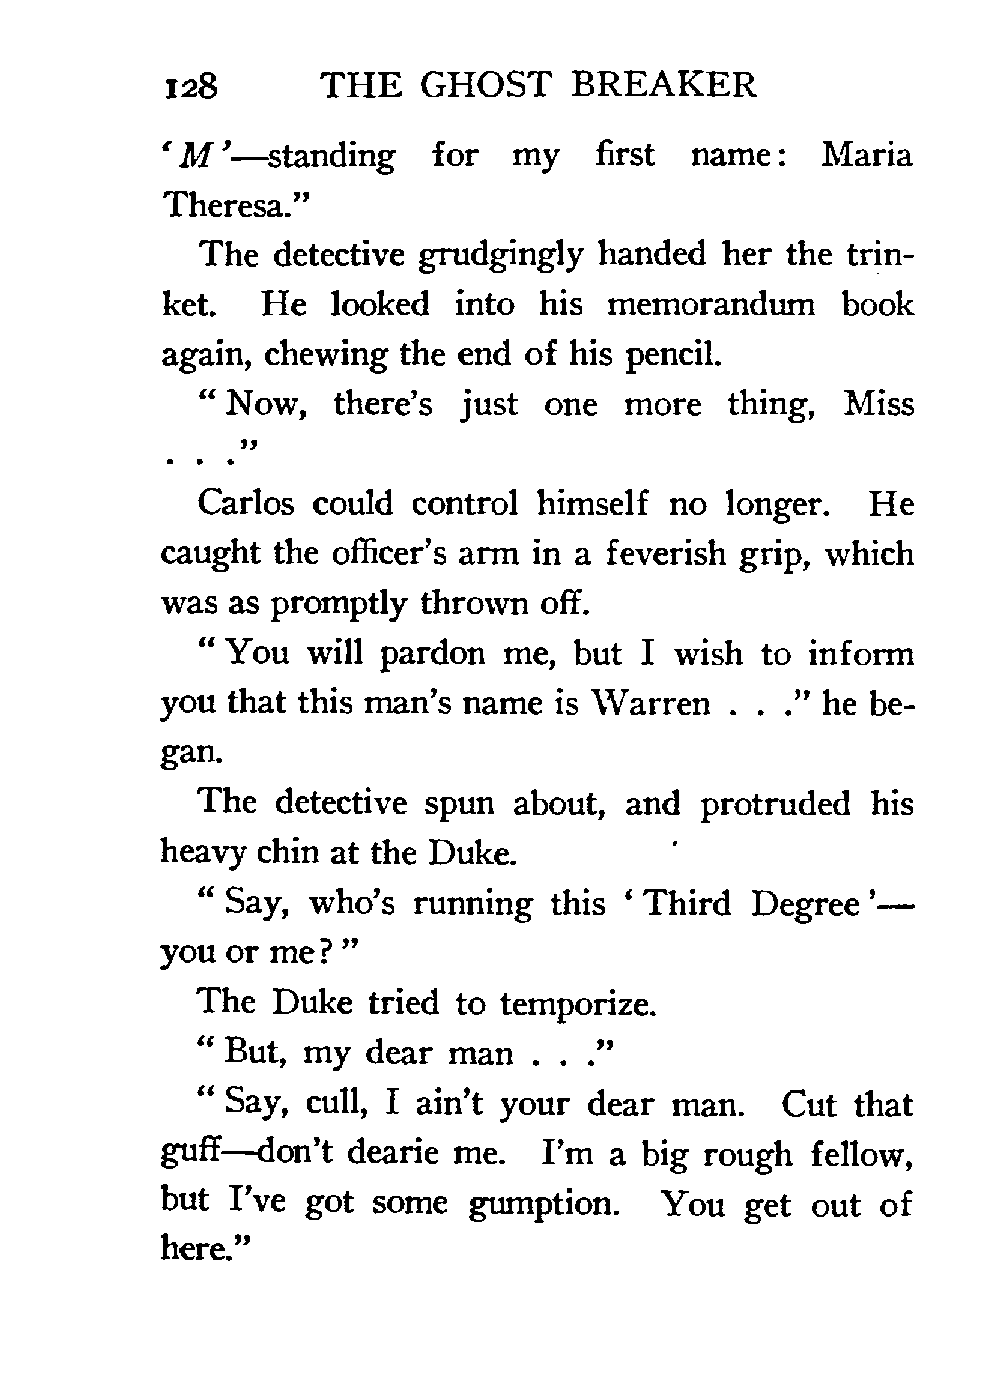 128 THE GHOST BREAKER
‘ M ’—standing for my first name: Maria
Theresa.”
The detective grudgingly handed her the trin-
ket. He looked into his memorandum book
again, chewing the end of his pencil.
“ Now, there’s just one more thing, Miss
. . .”
Carlos could control himself no longer. He
caught the officer’s arm in a feverish grip, which
was as promptly thrown off.
“ You will pardon me, but I wish to inform
you that this man’s name is Warren . . .” he be-
gan.
The detective spun about, and protruded his
heavy chin at the Duke.
“ Say, who’s running this ‘ Third Degree ’—
you or me? ”
The Duke tried to temporize.
“ But, my dear man . . .”
“ Say, cull, I ain’t your dear man. Cut that
guff—don’t dearie me. I’m a big rough fellow,
but I’ve got some gumption. You get out of
here.”